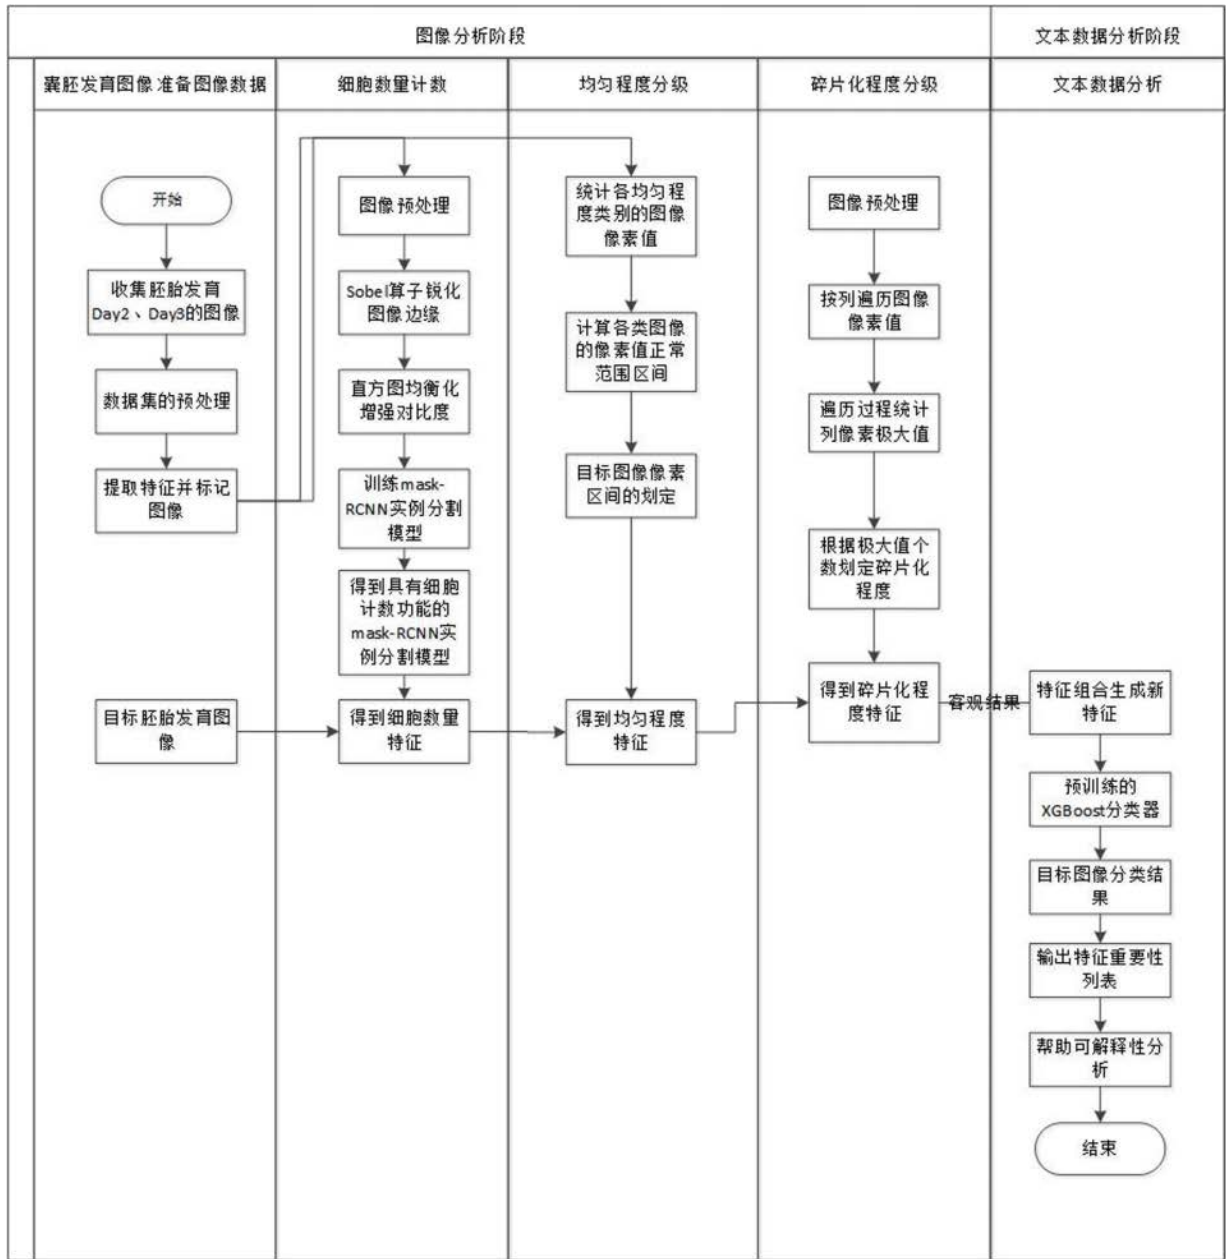 图像分析阶段
文本数据分析阶段
囊胚发育图像准备图像数据
细胞数量计数
均匀程度分级
碎片化程度分级
文本数据分析
开始
收集胚胎发育
Day2、Day3的图像
数据集的预处理
提取特征并标记
图像
目标胚胎发育图
像
图像预处理
Sobel算子锐化
图像边缘
直方图均衡化
增强对比度
训练mask-
RCNN实例分割
模型
得到具有细胞
计数功能的
mask-RCNN实
例分割模型
得到细胞数量
特征
统计各均匀程
度类别的图像
像素值
计算各类图像
的像素值正常
范围区间
目标图像像素
区间的划定
得到均匀程度
特征
图像预处理
按列遍历图像
像素值
遍历过程统计
列像素极大值
根据极大值个
数划定碎片化
程度
得到碎片化程
度特征
客观结果
特征组合生成新
特征
预训练的
XGBoost分类器
目标图像分类结
果
输出特征重要性
列表
帮助可解释性分
析
结束